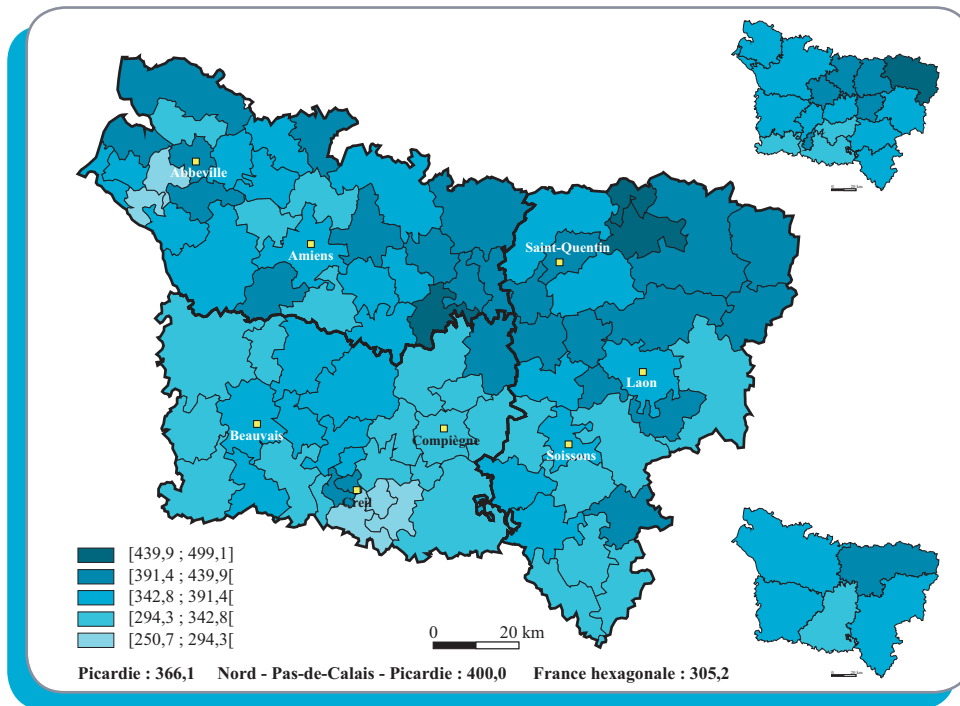 Abbeville
Amiens
Saint-Quentin
Laon
Beauvais
Compiègne
Soissons
Creil
[439,9 ; 499,1]
[391,4 ; 439,9[
[342,8 ; 391,4[
[294,3 ; 342,8[
[250,7 ; 294,3[
0 20 km
Picardie : 366,1 Nord - Pas-de-Calais - Picardie : 400,0 France hexagonale : 305,2